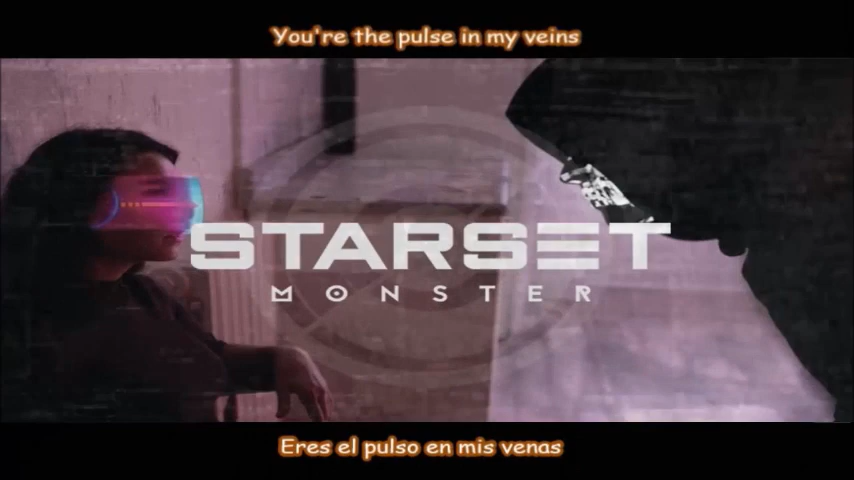 You're the pulse in my veins
STARSET
MONSTER
Eres el pulso en mis venas